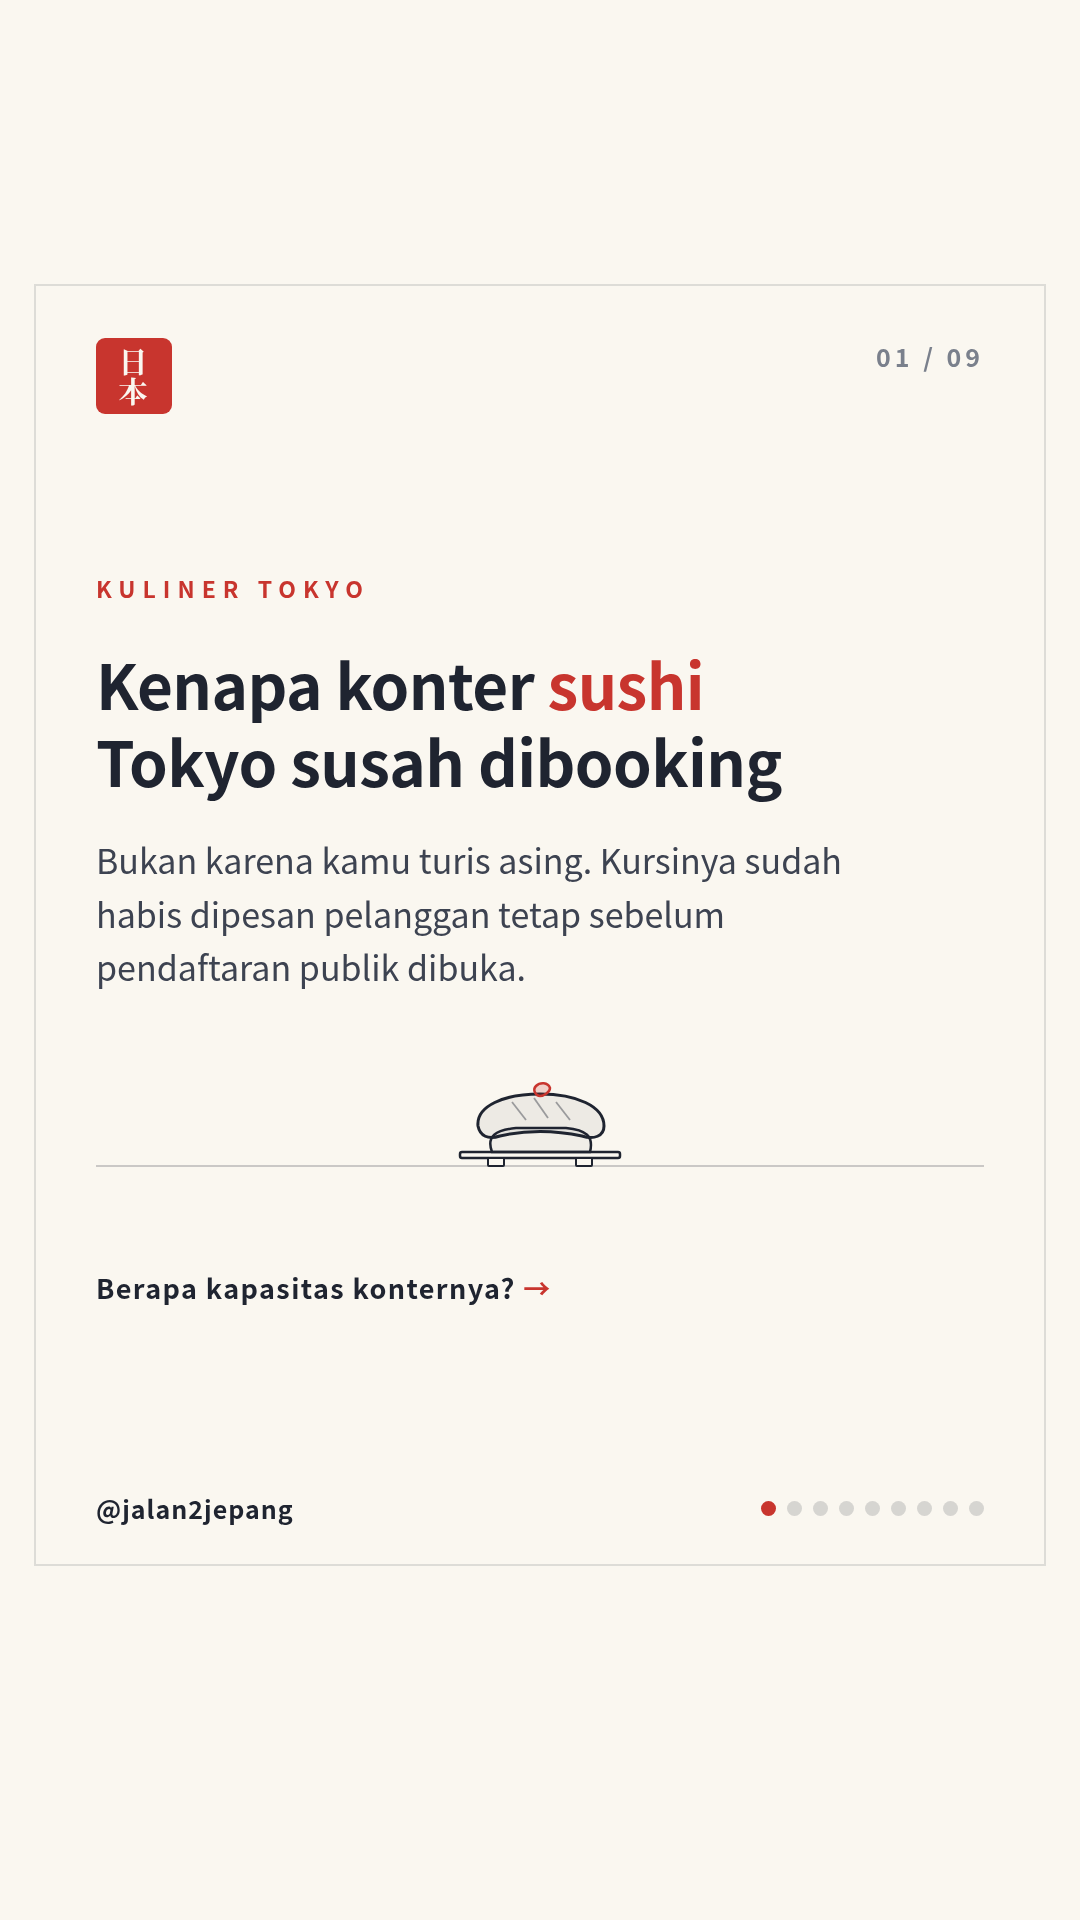 日
本
01 / 09
KULINER TOKYO
Kenapa konter sushi
Tokyo susah dibooking
Bukan karena kamu turis asing. Kursinya sudah
habis dipesan pelanggan tetap sebelum
pendaftaran publik dibuka.
Berapa kapasitas konternya? →
@jalan2jepang